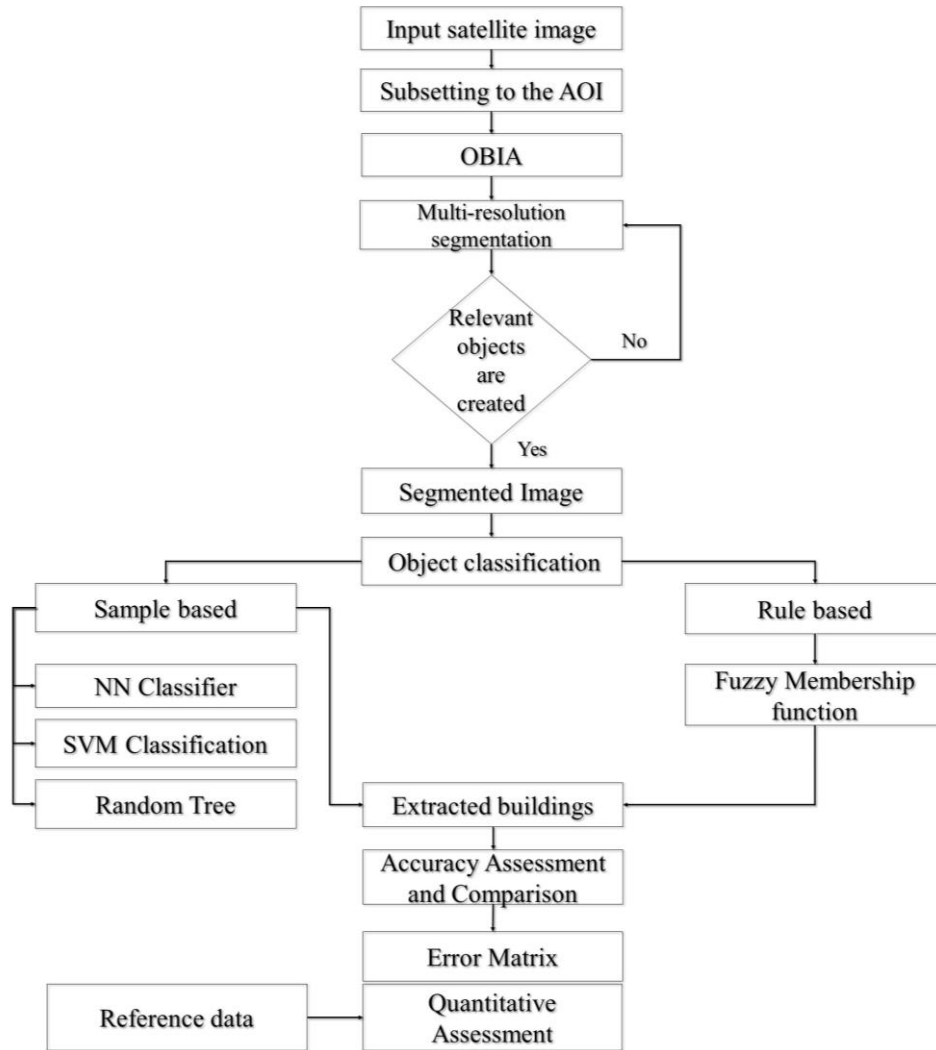 Input satellite image
Subsetting to the AOI
OBIA
Multi-resolution
segmentation
Relevant
objects
are
created
No
Yes
Segmented Image
Object classification
Sample based
Rule based
NN Classifier
Fuzzy Membership
function
SVM Classification
Random Tree
Extracted buildings
Accuracy Assessment
and Comparison
Error Matrix
Reference data
Quantitative
Assessment